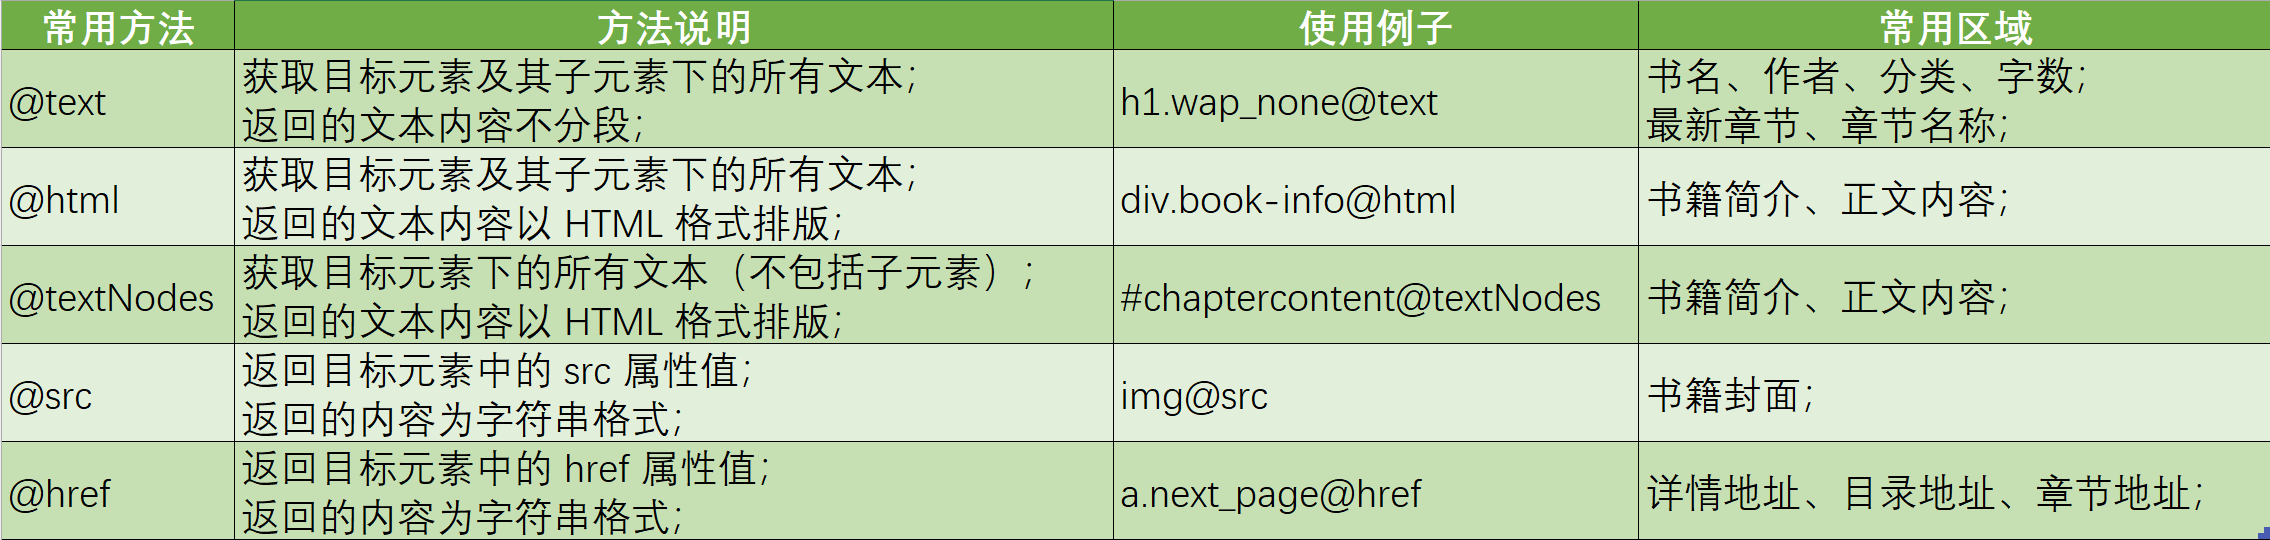 常用方法 方法说明 使用例子 常用区域
@text 获取目标元素及其子元素下的所有文本；
返回的文本内容不分段； h1.wap_none@text 书名、作者、分类、字数；
最新章节、章节名称；
@html 获取目标元素及其子元素下的所有文本；
返回的文本内容以 HTML 格式排版； div.book-info@html 书籍简介、正文内容；
@textNodes 获取目标元素下的所有文本（不包括子元素）；
返回的文本内容以 HTML 格式排版； #chaptercontent@textNodes 书籍简介、正文内容；
@src 返回目标元素中的 src 属性值；
返回的内容为字符串格式； img@src 书籍封面；
@href 返回目标元素中的 href 属性值；
返回的内容为字符串格式； a.next_page@href 详情地址、目录地址、章节地址；